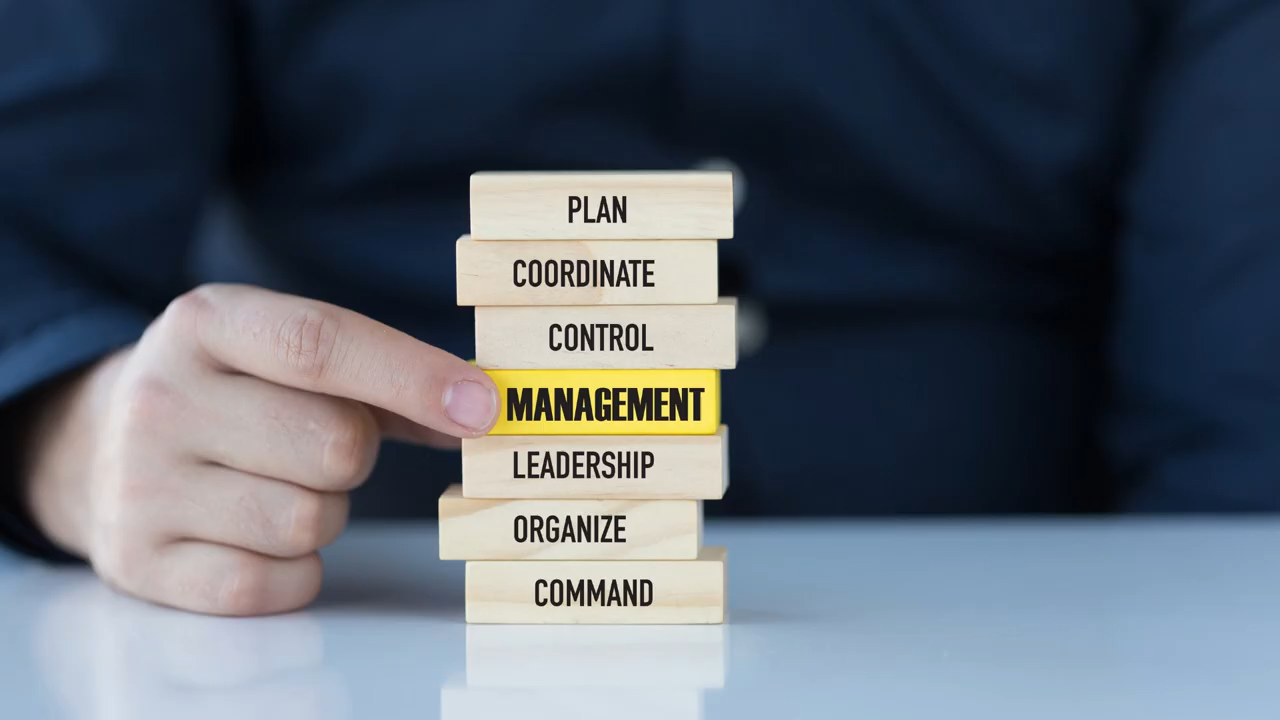 PLAN
COORDINATE
CONTROL
MANAGEMENT
LEADERSHIP
ORGANIZE
COMMAND